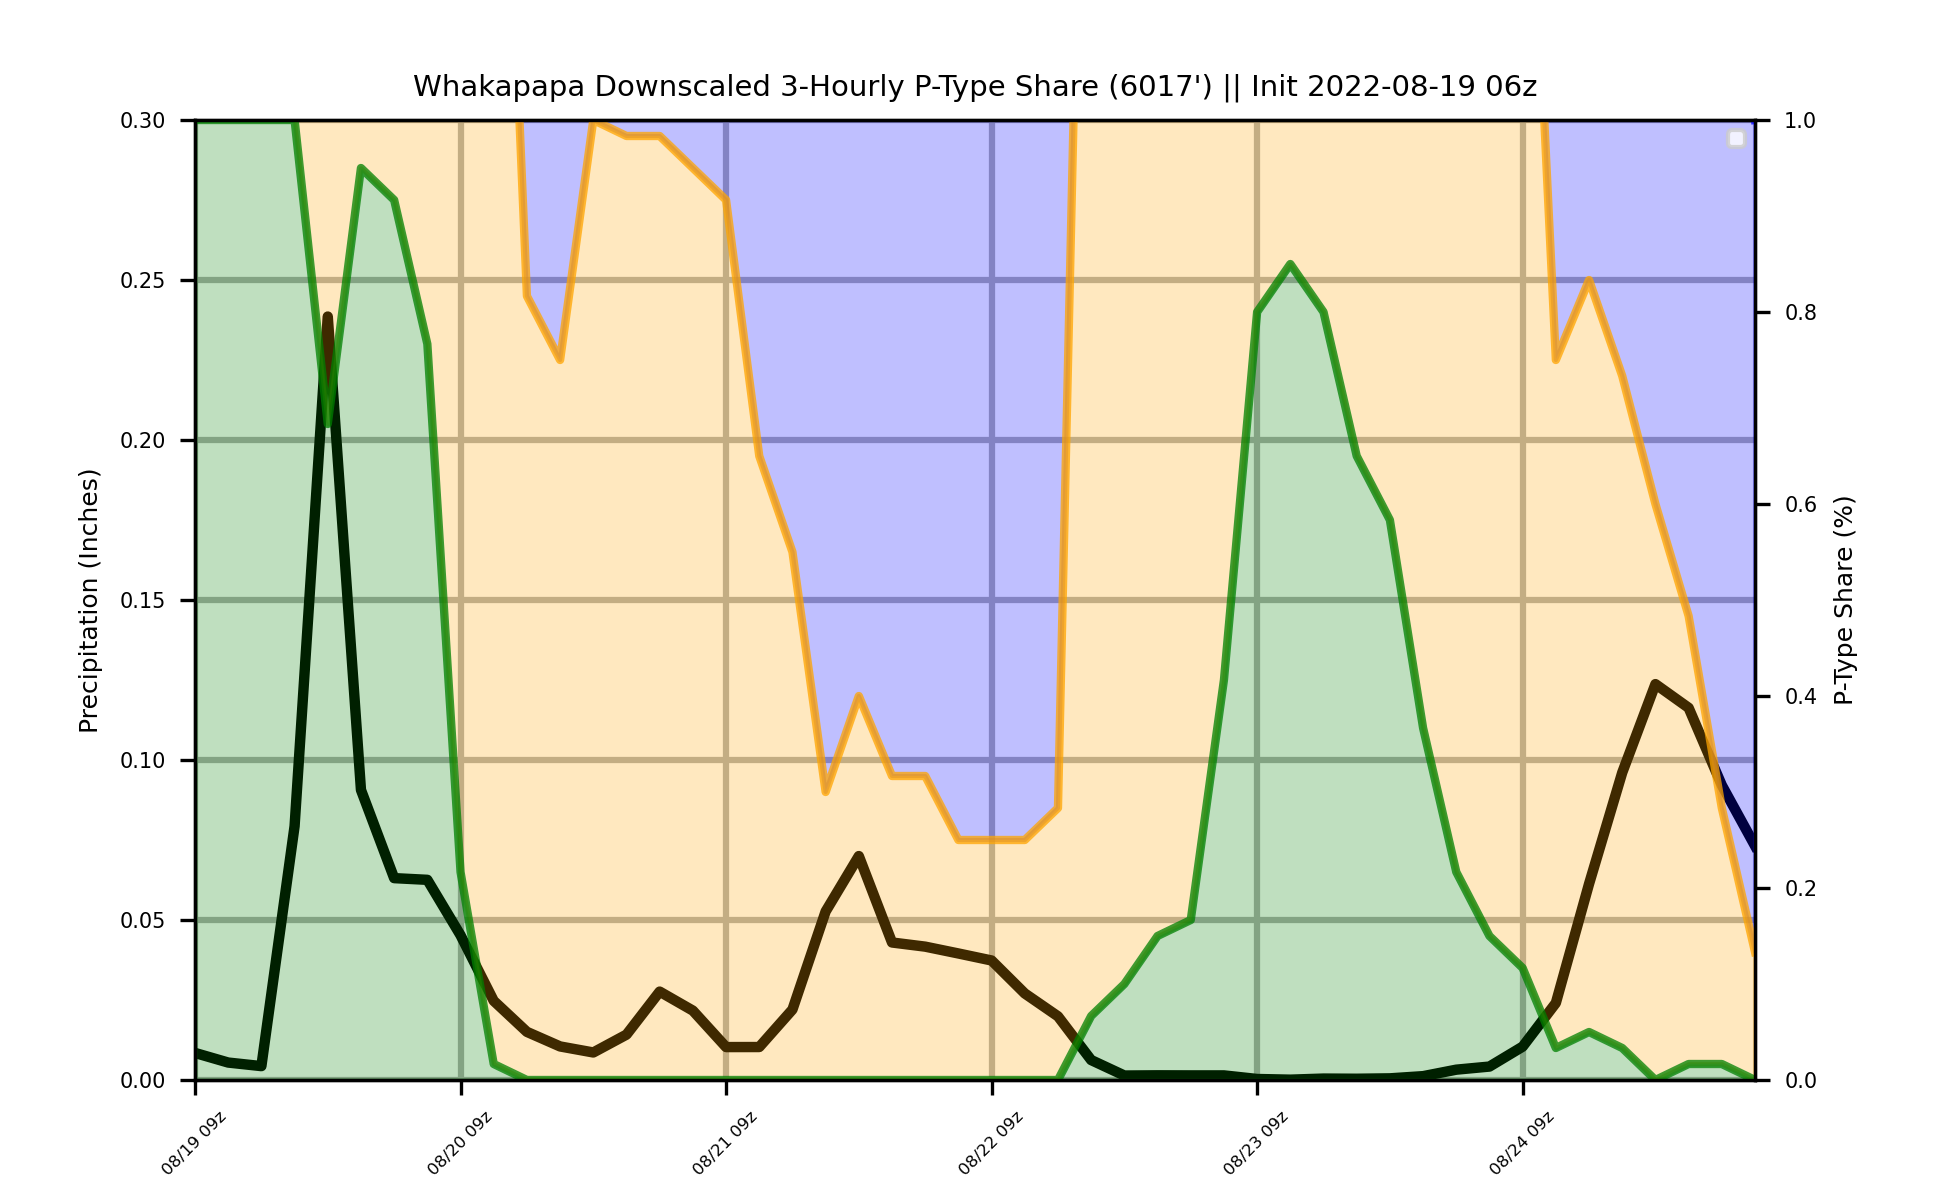 Whakapapa Downscaled 3-Hourly P-Type Share (6017') || Init 2022-08-19 06z
0.30
0.25
0.20
0.15
0.10
0.05
0.00
Precipitation (Inches)
1.0
0.8
0.6
0.4
0.2
0.0
P-Type Share (%)
08/19 09z
08/20 09z
08/21 09z
08/22 09z
08/23 09z
08/24 09z